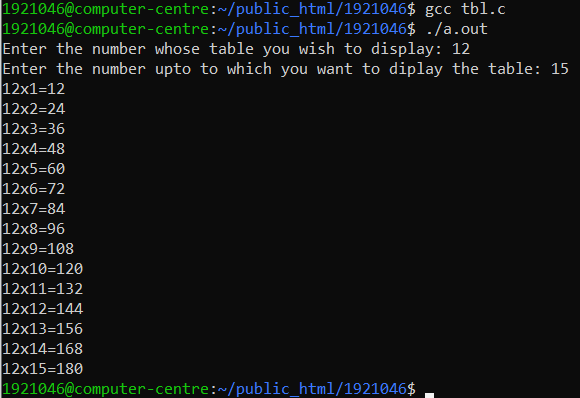 1921046@computer-centre:~/public_html/1921046$ gcc tbl.c
1921046@computer-centre:~/public_html/1921046$ ./a.out
Enter the number whose table you wish to display: 12
Enter the number upto to which you want to diplay the table: 15
12x1=12
12x2=24
12x3=36
12x4=48
12x5=60
12x6=72
12x7=84
12x8=96
12x9=108
12x10=120
12x11=132
12x12=144
12x13=156
12x14=168
12x15=180
1921046@computer-centre:~/public_html/1921046$